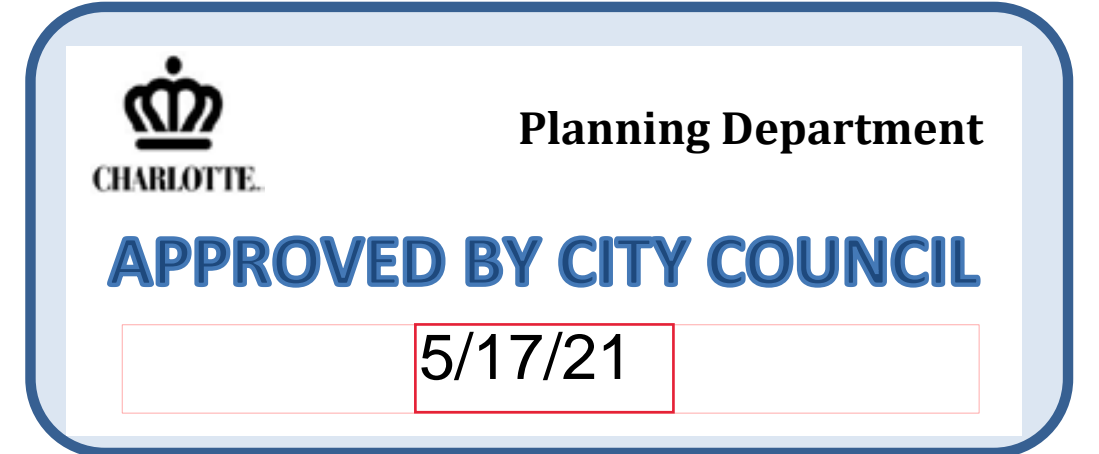 Planning Department
CHARLOTTE.
APPROVED BY CITY COUNCIL
5/17/21